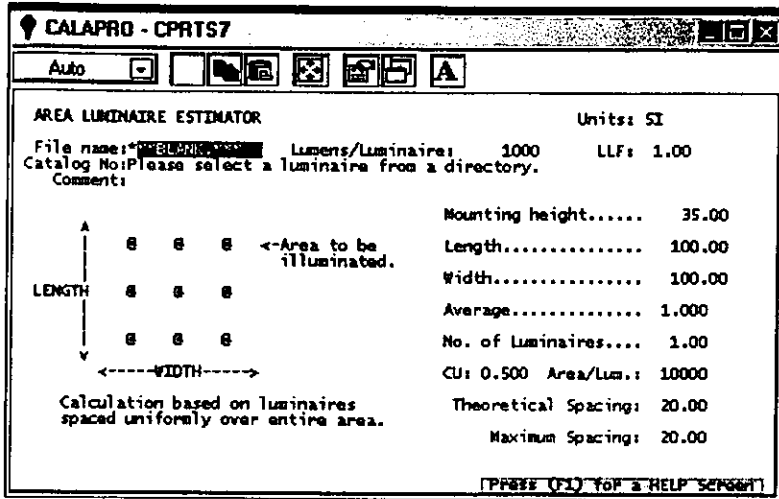 CALAPRO - CPRTS7
Auto
A
AREA LUMINAIRE ESTIMATOR Units: SI
File name:**BLANK.*** Lumens/Luminaire: 1000 LLF: 1.00
Catalog No:Please select a luminaire from a directory.
Comment:
LENGTH
<-Area to be
illuminated.
<-----WIDTH----->
Calculation based on luminaires
spaced uniformly over entire area.
Mounting height...... 35.00
Length............... 100.00
Width................ 100.00
Average.............. 1.000
No. of Luminaires.... 1.00
CU: 0.500 Area/Lum.: 10000
Theoretical Spacing: 20.00
Maximum Spacing: 20.00
Press (F1) for a HELP Screen